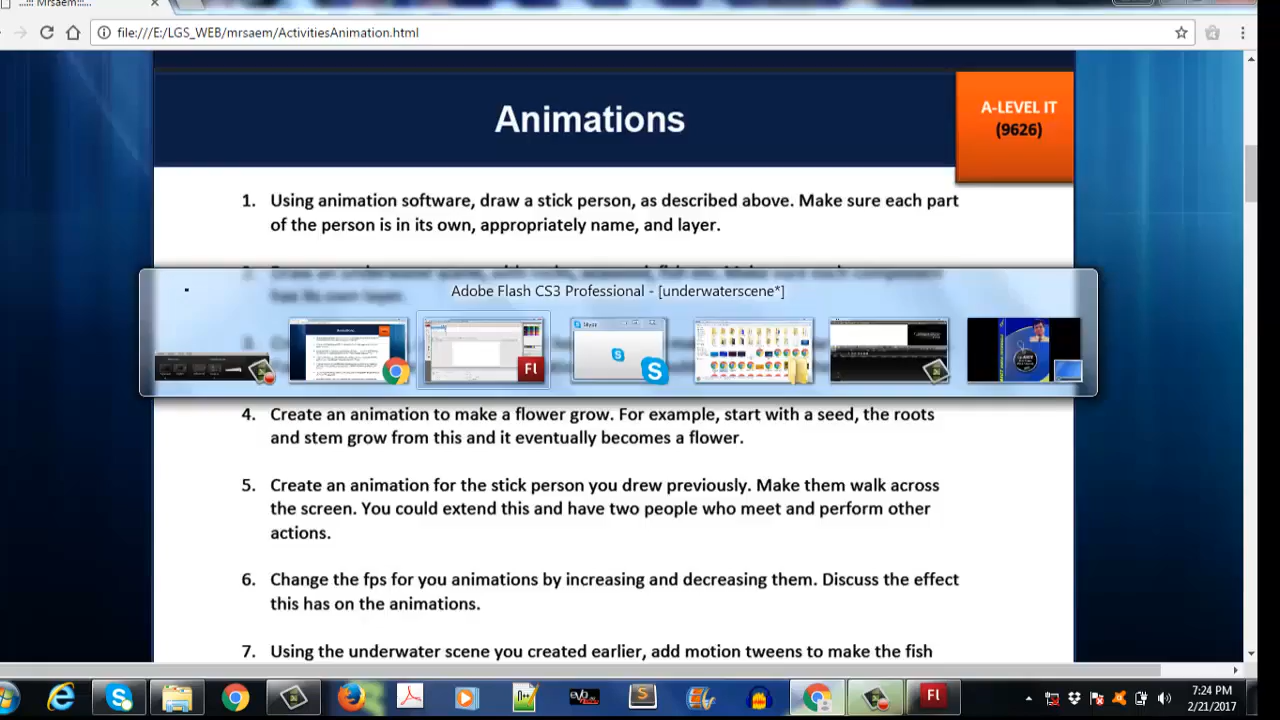 ...::: Mrsaem:::....
file:///E:/LGS_WEB/mrsaem/ActivitiesAnimation.html
Animations
A-LEVEL IT
(9626)
1. Using animation software, draw a stick person, as described above. Make sure each part
of the person is in its own, appropriately name, and layer.
Adobe Flash CS3 Professional - [underwaterscene*]
Skype
4. Create an animation to make a flower grow. For example, start with a seed, the roots
and stem grow from this and it eventually becomes a flower.
5. Create an animation for the stick person you drew previously. Make them walk across
the screen. You could extend this and have two people who meet and perform other
actions.
6. Change the fps for you animations by increasing and decreasing them. Discuss the effect
this has on the animations.
7. Using the underwater scene you created earlier, add motion tweens to make the fish
7:24 PM
2/21/2017